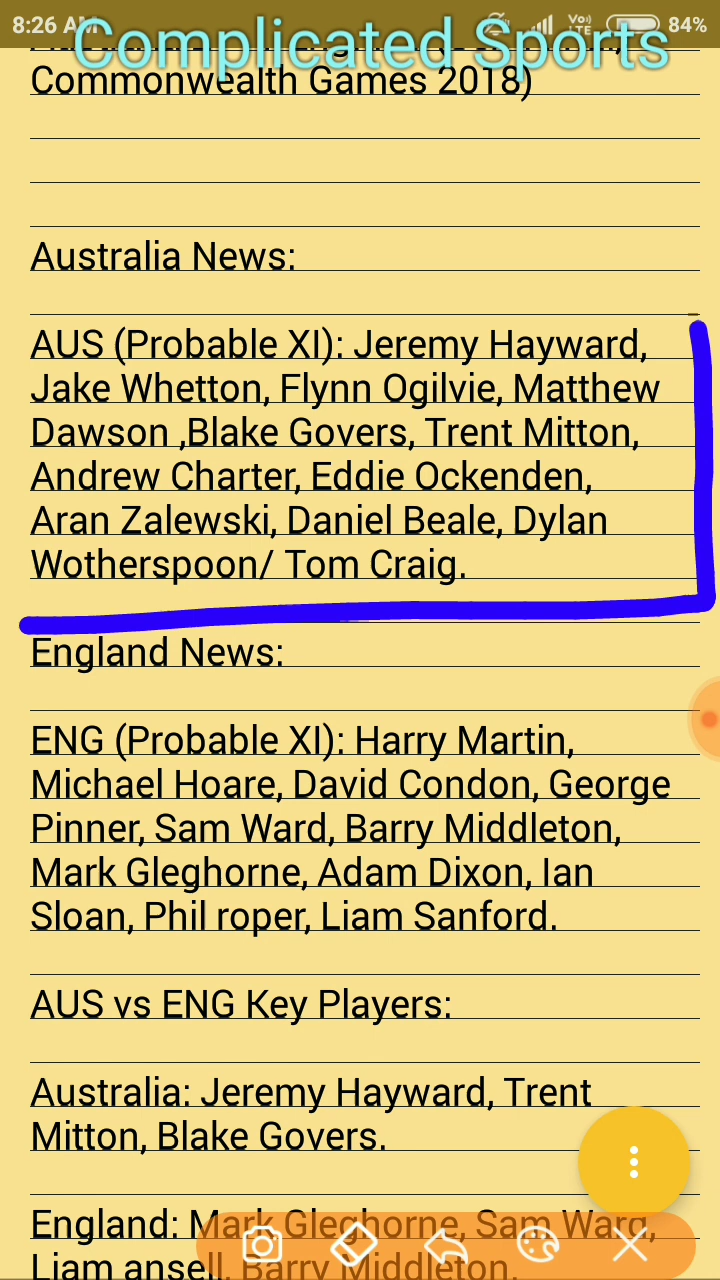 8:26 AM
Vo) LTE
84%
Complicated Sports
Commonwealth Games 2018)
Australia News:
AUS (Probable XI): Jeremy Hayward,
Jake Whetton, Flynn Ogilvie, Matthew
Dawson ,Blake Govers, Trent Mitton,
Andrew Charter, Eddie Ockenden,
Aran Zalewski, Daniel Beale, Dylan
Wotherspoon/ Tom Craig.
England News:
ENG (Probable XI): Harry Martin,
Michael Hoare, David Condon, George
Pinner, Sam Ward, Barry Middleton,
Mark Gleghorne, Adam Dixon, Ian
Sloan, Phil roper, Liam Sanford.
AUS vs ENG Key Players:
Australia: Jeremy Hayward, Trent
Mitton, Blake Govers.
England: Mark Gleghorne, Sam Ward,
Liam ansell, Barry Middleton.